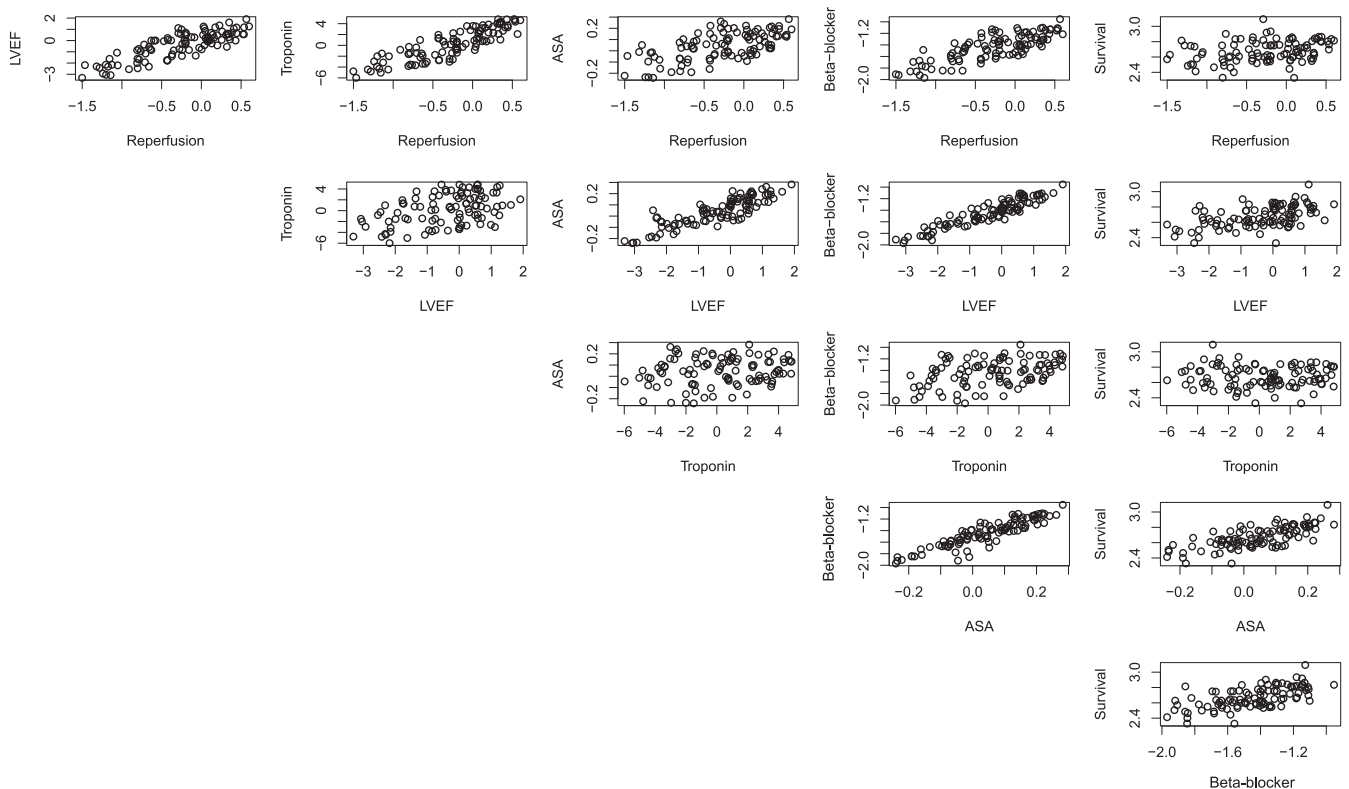 LVEF
−3 0 2
−1.5 −0.5 0.0 0.5
Reperfusion
Troponin
−6 0 4
−1.5 −0.5 0.0 0.5
Reperfusion
ASA
−0.2 0.2
−1.5 −0.5 0.0 0.5
Reperfusion
Beta−blocker
−2.0 −1.2
−1.5 −0.5 0.0 0.5
Reperfusion
Survival
2.4 3.0
−1.5 −0.5 0.0 0.5
Reperfusion
Troponin
−6 0 4
−3 −2 −1 0 1 2
LVEF
ASA
−0.2 0.2
−3 −2 −1 0 1 2
LVEF
Beta−blocker
−2.0 −1.2
−3 −2 −1 0 1 2
LVEF
Survival
2.4 3.0
−3 −2 −1 0 1 2
LVEF
ASA
−0.2 0.2
−6 −4 −2 0 2 4
Troponin
Beta−blocker
−2.0 −1.2
−6 −4 −2 0 2 4
Troponin
Survival
2.4 3.0
−6 −4 −2 0 2 4
Troponin
Beta−blocker
−2.0 −1.2
−0.2 0.0 0.2
ASA
Survival
2.4 3.0
−0.2 0.0 0.2
ASA
Survival
2.4 3.0
−2.0 −1.6 −1.2
Beta−blocker